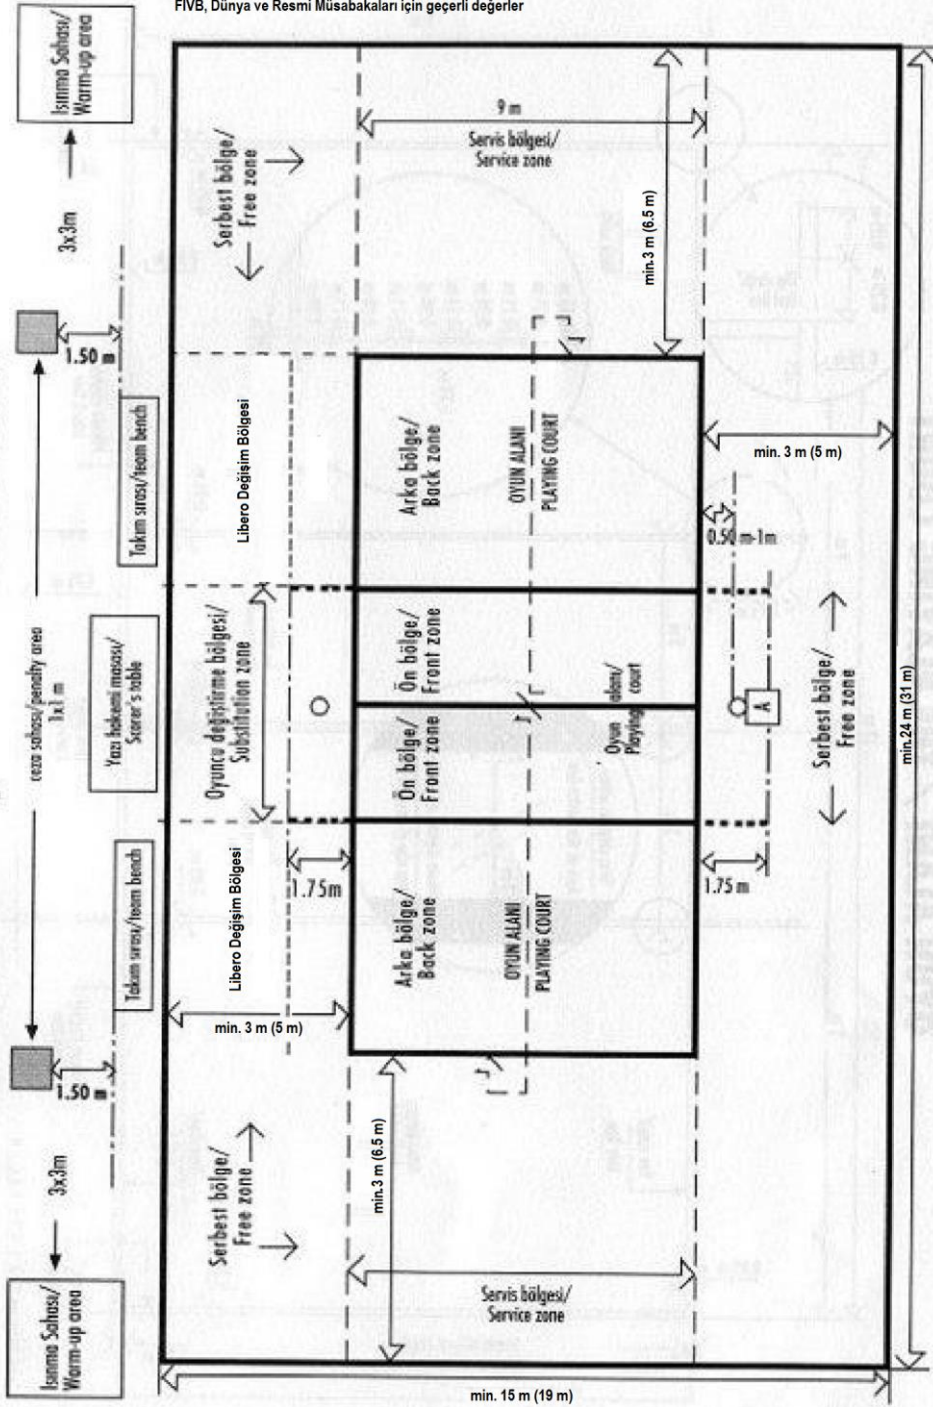 FIVB, Dünya ve Resmi Müsabakaları için geçerli değerler
Isınma Sahası/
Warm-up area
3x3m
1.50 m
ceza sahası/penalty area
1x1 m
Takım sırası/team bench
Yazı hakemi masası/
Scorer's table
Takım sırası/team bench
1.50 m
3x3m
Isınma Sahası/
Warm-up area
Serbest bölge/
Free zone
9 m
Servis bölgesi/
Service zone
min.3 m (6.5 m)
Libero Değişim Bölgesi
Arka bölge/
Back zone
OYUN ALANI
PLAYING COURT
min. 3 m (5 m)
0.50 m-1m
Oyuncu değiştirme bölgesi/
Substitution zone
Ön bölge/
Front zone
Ön bölge/
Front zone
Oyun alanı/
Playing court
A
Serbest bölge/
Free zone
min.24 m (31 m)
1.75m
1.75 m
Libero Değişim Bölgesi
Arka bölge/
Back zone
OYUN ALANI
PLAYING COURT
min. 3 m (5 m)
Serbest bölge/
Free zone
min.3 m (6.5 m)
Servis bölgesi/
Service zone
min. 15 m (19 m)